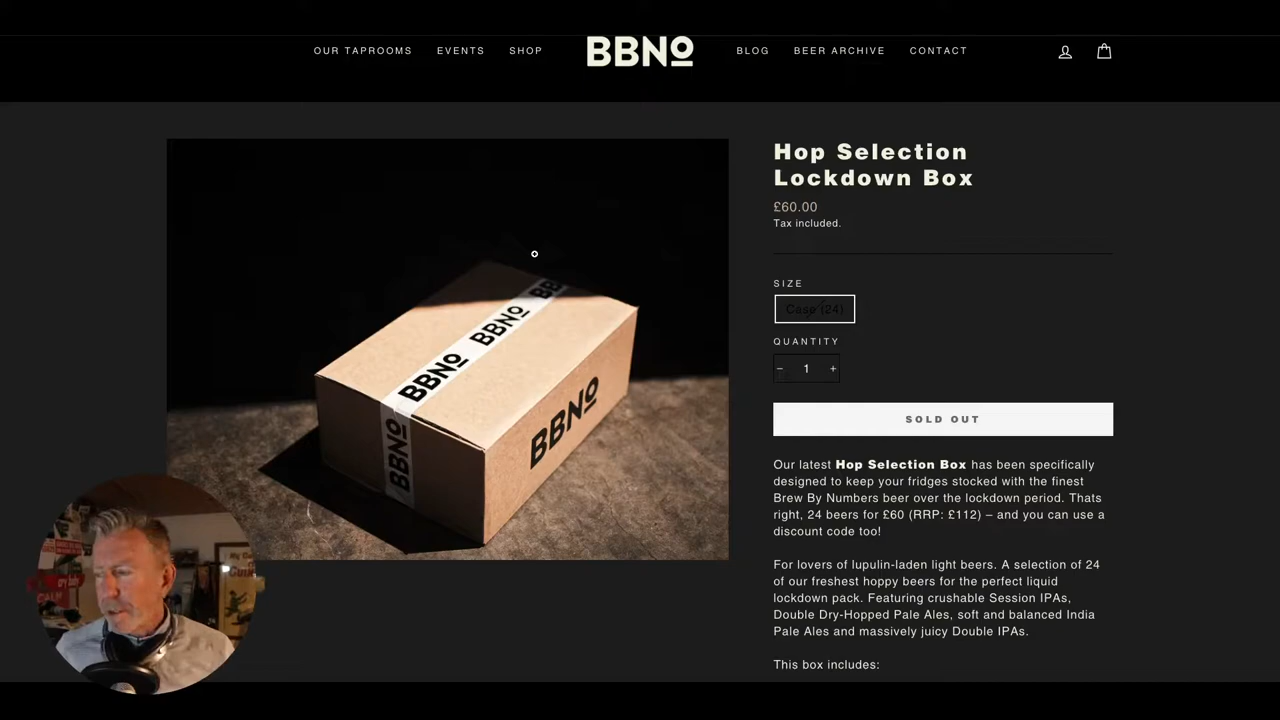 OUR TAPROOMS EVENTS SHOP BBNo BLOG BEER ARCHIVE CONTACT
Hop Selection
Lockdown Box
£60.00
Tax included.
SIZE
Case (24)
QUANTITY
− 1 +
SOLD OUT
Our latest Hop Selection Box has been specifically
designed to keep your fridges stocked with the finest
Brew By Numbers beer over the lockdown period. Thats
right, 24 beers for £60 (RRP: £112) – and you can use a
discount code too!
For lovers of lupulin-laden light beers. A selection of 24
of our freshest hoppy beers for the perfect liquid
lockdown pack. Featuring crushable Session IPAs,
Double Dry-Hopped Pale Ales, soft and balanced India
Pale Ales and massively juicy Double IPAs.
This box includes:
BB
BBNo
BBNo
BBNo
BBNo
cry baby